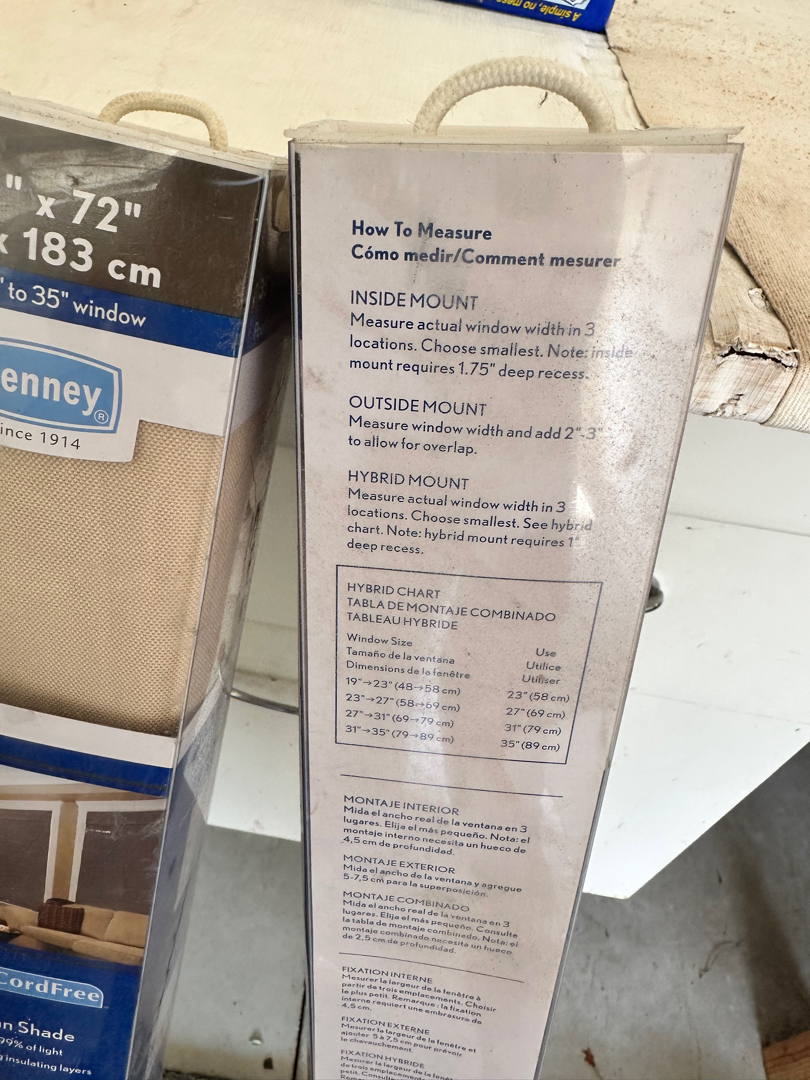 A simple, no mess
" x 72"
x 183 cm
" to 35" window
enney®
ince 1914
CordFree
n Shade
99% of light
insulating layers
How To Measure
Cómo medir/Comment mesurer
INSIDE MOUNT
Measure actual window width in 3
locations. Choose smallest. Note: inside
mount requires 1.75" deep recess.
OUTSIDE MOUNT
Measure window width and add 2"-3"
to allow for overlap.
HYBRID MOUNT
Measure actual window width in 3
locations. Choose smallest. See hybrid
chart. Note: hybrid mount requires 1"
deep recess.
HYBRID CHART
TABLA DE MONTAJE COMBINADO
TABLEAU HYBRIDE
Window Size Use
Tamaño de la ventana Utilice
Dimensions de la fenêtre Utiliser
19"→23" (48→58 cm) 23" (58 cm)
23"→27" (58→69 cm) 27" (69 cm)
27"→31" (69→79 cm) 31" (79 cm)
31"→35" (79→89 cm) 35" (89 cm)
MONTAJE INTERIOR
Mida el ancho real de la ventana en 3
lugares. Elija el más pequeño. Nota: el
montaje interno necesita un hueco de
4,5 cm de profundidad.
MONTAJE EXTERIOR
Mida el ancho de la ventana y agregue
5-7,5 cm para la superposición.
MONTAJE COMBINADO
Mida el ancho real de la ventana en 3
lugares. Elija el más pequeño. Consulte
la tabla de montaje combinado. Nota: el
montaje combinado necesita un hueco
de 2,5 cm de profundidad.
FIXATION INTERNE
Mesurer la largeur de la fenêtre à
partir de trois emplacements. Choisir
le plus petit. Remarque : la fixation
interne requiert une embrasure de
4,5 cm.
FIXATION EXTERNE
Mesurer la largeur de la fenêtre et
ajouter 5 à 7,5 cm pour prévoir
le chevauchement.
FIXATION HYBRIDE
Mesurer la largeur de la fenêtre
de trois emplacements
petit.